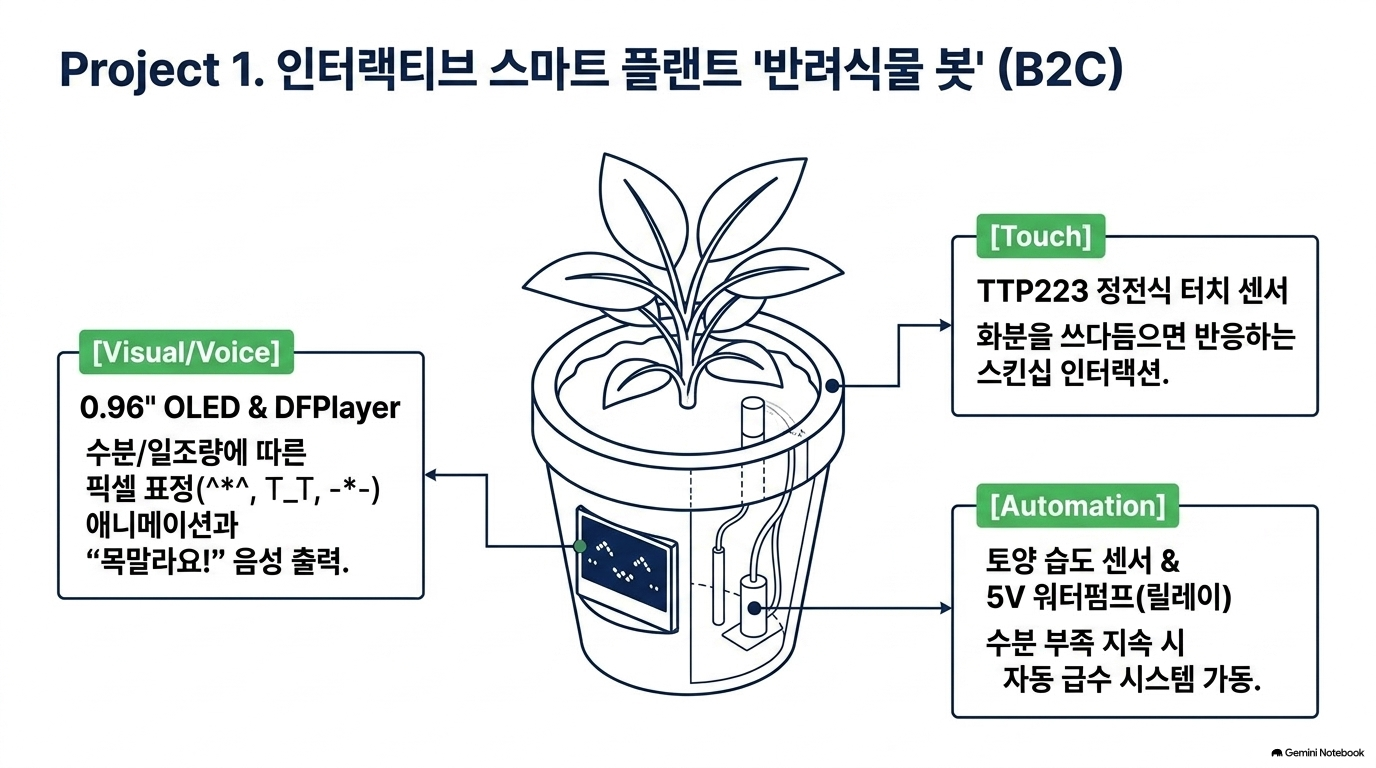 Project 1. 인터랙티브 스마트 플랜트 '반려식물 봇' (B2C)
[Visual/Voice]
0.96" OLED & DFPlayer
수분/일조량에 따른
픽셀 표정(^*^, T_T, -*-)
애니메이션과
“목말라요!” 음성 출력.
[Touch]
TTP223 정전식 터치 센서
화분을 쓰다듬으면 반응하는
스킨십 인터랙션.
[Automation]
토양 습도 센서 &
5V 워터펌프(릴레이)
수분 부족 지속 시
자동 급수 시스템 가동.
Gemini Notebook